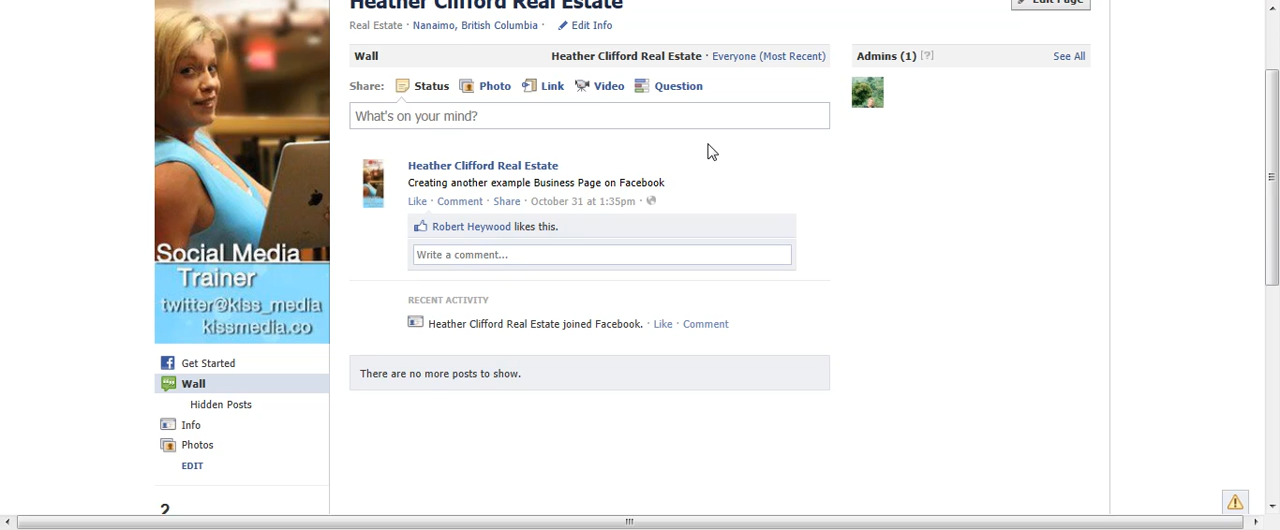 Heather Clifford Real Estate
Edit Page
Real Estate · Nanaimo, British Columbia · Edit Info
Wall
Heather Clifford Real Estate · Everyone (Most Recent)
Admins (1) [?]
See All
Share: Status Photo Link Video Question
What's on your mind?
Heather Clifford Real Estate
Creating another example Business Page on Facebook
Like · Comment · Share · October 31 at 1:35pm ·
Robert Heywood likes this.
Write a comment...
RECENT ACTIVITY
Heather Clifford Real Estate joined Facebook. · Like · Comment
There are no more posts to show.
Social Media
Trainer
twitter@kiss_media
kissmedia.co
Get Started
Wall
Hidden Posts
Info
Photos
EDIT
2